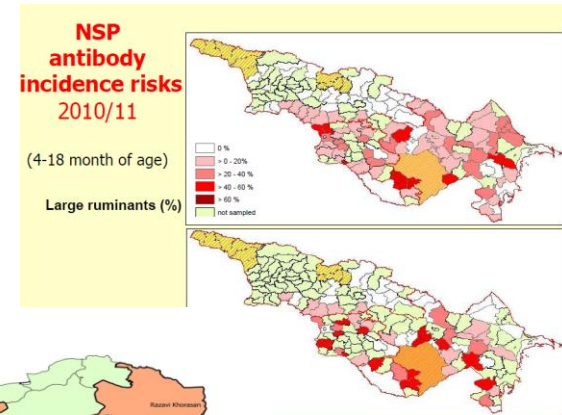 NSP
antibody
incidence risks
2010/11
(4-18 month of age)
Large ruminants (%)
0 %
> 0 - 20%
> 20 - 40 %
> 40 - 60 %
> 60 %
not sampled
Razavi Khorasan